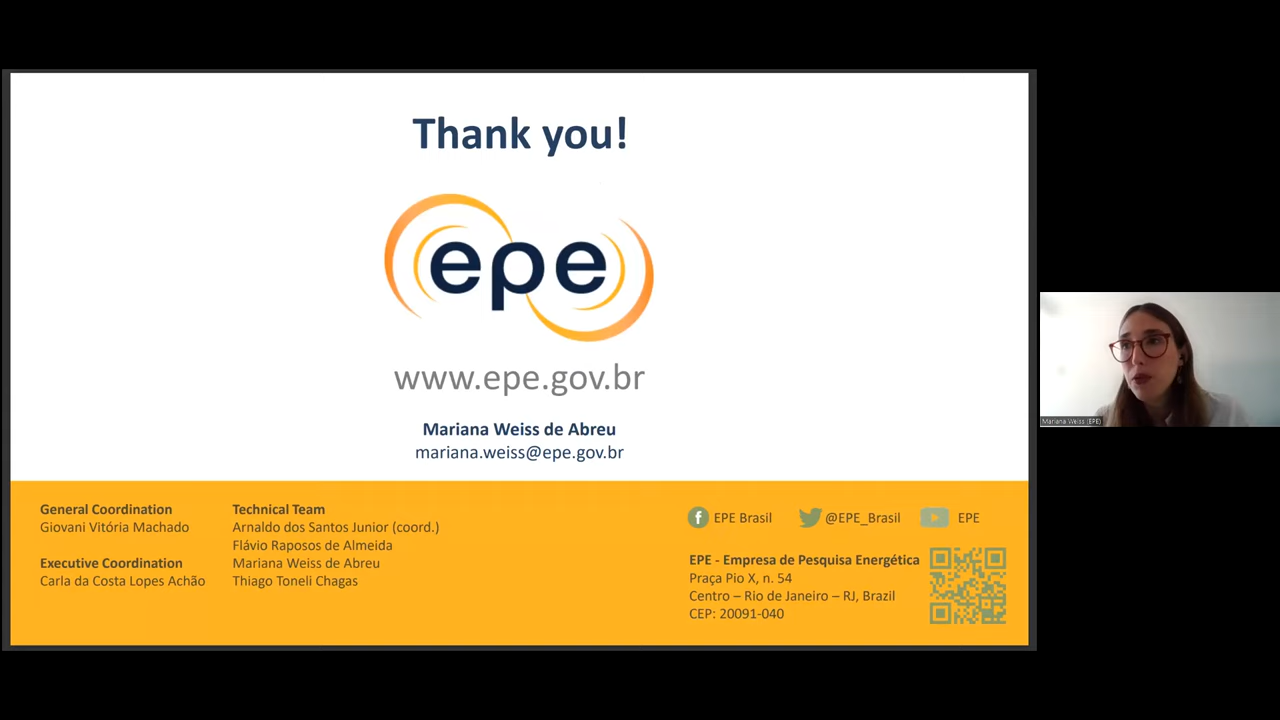 Thank you!
epe
www.epe.gov.br
Mariana Weiss de Abreu
mariana.weiss@epe.gov.br
General Coordination
Giovani Vitória Machado
Executive Coordination
Carla da Costa Lopes Achão
Technical Team
Arnaldo dos Santos Junior (coord.)
Flávio Raposos de Almeida
Mariana Weiss de Abreu
Thiago Toneli Chagas
EPE Brasil
@EPE_Brasil
EPE
EPE - Empresa de Pesquisa Energética
Praça Pio X, n. 54
Centro – Rio de Janeiro – RJ, Brazil
CEP: 20091-040
Mariana Weiss (EPE)